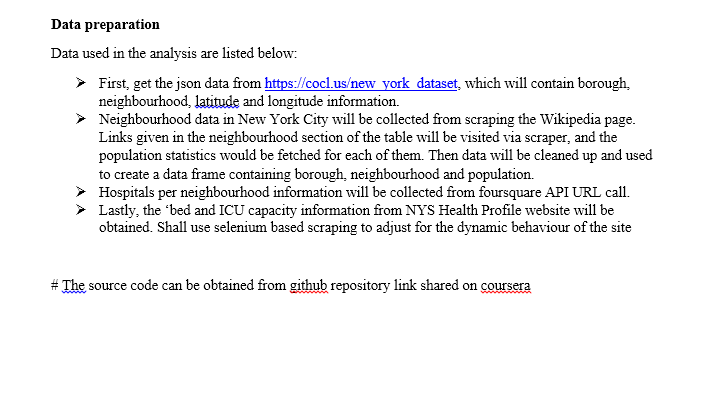 Data preparation
Data used in the analysis are listed below:
➤ First, get the json data from https://cocl.us/new_york_dataset, which will contain borough,
neighbourhood, latitude and longitude information.
➤ Neighbourhood data in New York City will be collected from scraping the Wikipedia page.
Links given in the neighbourhood section of the table will be visited via scraper, and the
population statistics would be fetched for each of them. Then data will be cleaned up and used
to create a data frame containing borough, neighbourhood and population.
➤ Hospitals per neighbourhood information will be collected from foursquare API URL call.
➤ Lastly, the ‘bed and ICU capacity information from NYS Health Profile website will be
obtained. Shall use selenium based scraping to adjust for the dynamic behaviour of the site
# The source code can be obtained from github repository link shared on coursera